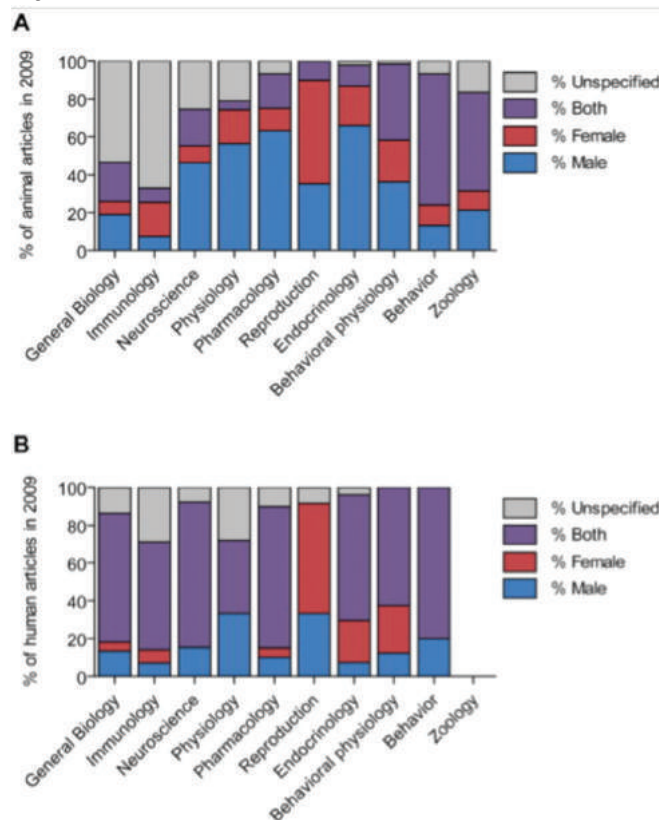 A
% of animal articles in 2009
100
80
60
40
20
0
% Unspecified
% Both
% Female
% Male
General Biology
Immunology
Neuroscience
Physiology
Pharmacology
Reproduction
Endocrinology
Behavioral physiology
Behavior
Zoology
B
% of human articles in 2009
100
80
60
40
20
0
% Unspecified
% Both
% Female
% Male
General Biology
Immunology
Neuroscience
Physiology
Pharmacology
Reproduction
Endocrinology
Behavioral physiology
Behavior
Zoology